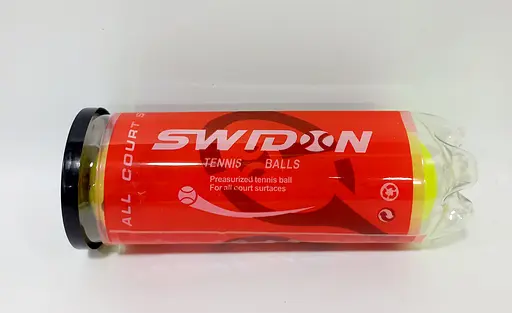 SWIDON
TENNIS BALLS
Preasurized tennis ball
For all court surfaces
ALL COURT